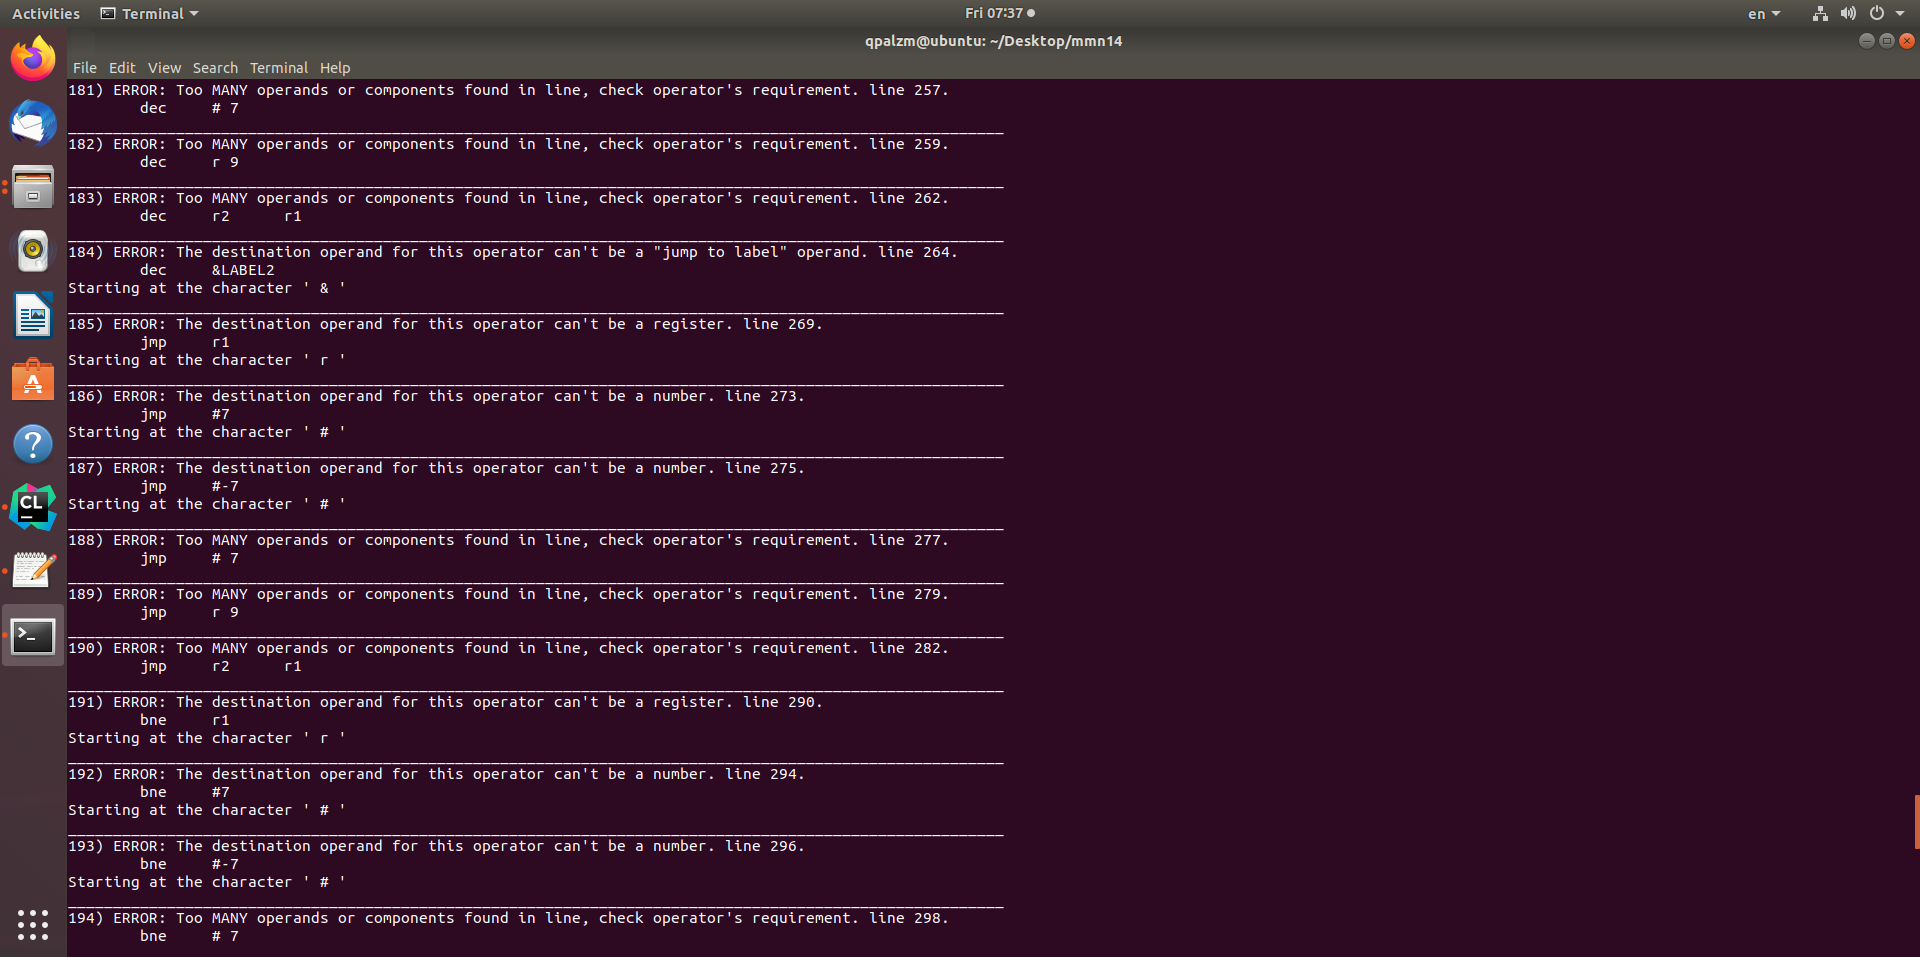 Activities Terminal Fri 07:37 en
qpalzm@ubuntu: ~/Desktop/mmn14
File Edit View Search Terminal Help
181) ERROR: Too MANY operands or components found in line, check operator's requirement. line 257.
dec # 7
182) ERROR: Too MANY operands or components found in line, check operator's requirement. line 259.
dec r 9
183) ERROR: Too MANY operands or components found in line, check operator's requirement. line 262.
dec r2 r1
184) ERROR: The destination operand for this operator can't be a "jump to label" operand. line 264.
dec &LABEL2
Starting at the character ' & '
185) ERROR: The destination operand for this operator can't be a register. line 269.
jmp r1
Starting at the character ' r '
186) ERROR: The destination operand for this operator can't be a number. line 273.
jmp #7
Starting at the character ' # '
187) ERROR: The destination operand for this operator can't be a number. line 275.
jmp #-7
Starting at the character ' # '
188) ERROR: Too MANY operands or components found in line, check operator's requirement. line 277.
jmp # 7
189) ERROR: Too MANY operands or components found in line, check operator's requirement. line 279.
jmp r 9
190) ERROR: Too MANY operands or components found in line, check operator's requirement. line 282.
jmp r2 r1
191) ERROR: The destination operand for this operator can't be a register. line 290.
bne r1
Starting at the character ' r '
192) ERROR: The destination operand for this operator can't be a number. line 294.
bne #7
Starting at the character ' # '
193) ERROR: The destination operand for this operator can't be a number. line 296.
bne #-7
Starting at the character ' # '
194) ERROR: Too MANY operands or components found in line, check operator's requirement. line 298.
bne # 7
CL